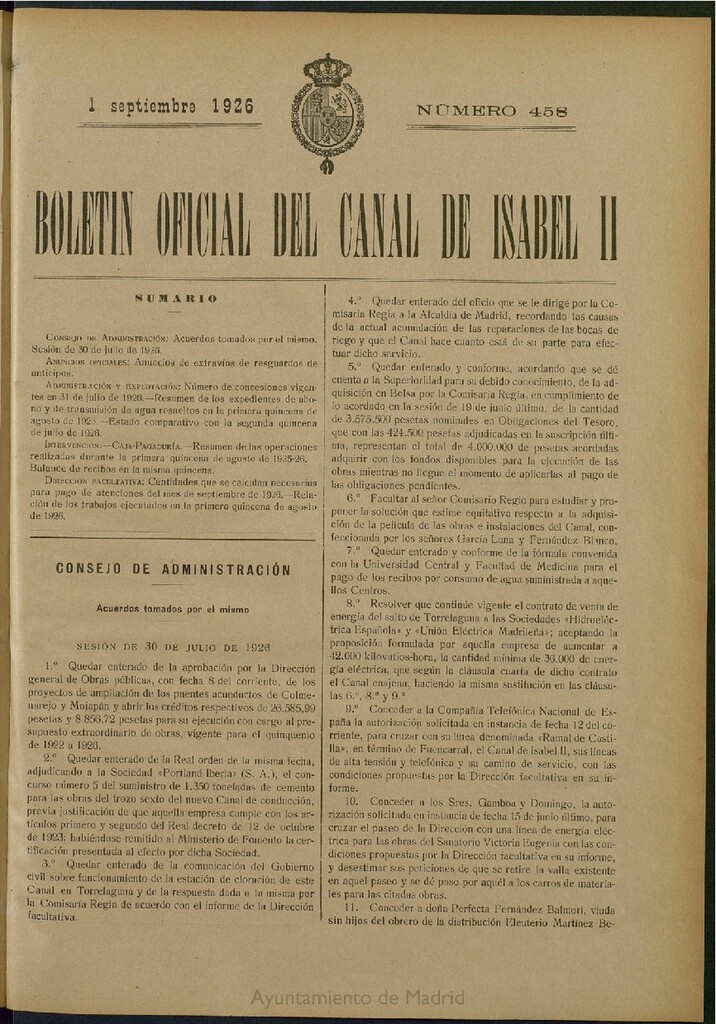 1 septiembre 1926
NÚMERO 458
BOLETIN OFICIAL DEL CANAL DE ISABEL II
SUMARIO
CONSEJO DE ADMINISTRACIÓN: Acuerdos tomados por el mismo.
Sesión de 30 de julio de 1926.
ANUNCIOS OFICIALES: Anuncios de extravíos de resguardos de
anticipos.
ADMINISTRACIÓN Y EXPLOTACIÓN: Número de concesiones vigen-
tes en 31 de julio de 1926.—Resumen de los expedientes de abo-
no y de transmisión de agua resueltos en la primera quincena de
agosto de 1926.—Estado comparativo con la segunda quincena
de julio de 1926.
INTERVENCIÓN.—CAJA-PAGADURÍA.—Resumen de las operaciones
realizadas durante la primera quincena de agosto de 1925-26.
Balance de recibos en la misma quincena.
DIRECCIÓN FACULTATIVA: Cantidades que se calculan necesarias
para pago de atenciones del mes de septiembre de 1926.—Rela-
ción de los trabajos ejecutados en la primera quincena de agosto
de 1926.
CONSEJO DE ADMINISTRACIÓN
Acuerdos tomados por el mismo
SESIÓN DE 30 DE JULIO DE 1926
1.º Quedar enterado de la aprobación por la Dirección
general de Obras públicas, con fecha 8 del corriente, de los
proyectos de ampliación de los puentes acueductos de Colme-
narejo y Mojapán y abrir los créditos respectivos de 26.585,99
pesetas y 8.856,72 pesetas para su ejecución con cargo al pre-
supuesto extraordinario de obras, vigente para el quinquenio
de 1922 a 1926.
2.º Quedar enterado de la Real orden de la misma fecha,
adjudicando a la Sociedad «Portland Iberia» (S. A.), el con-
curso número 5 del suministro de 1.350 toneladas de cemento
para las obras del trozo sexto del nuevo Canal de conducción,
previa justificación de que aquella empresa cumple con los ar-
tículos primero y segundo del Real decreto de 12 de octubre
de 1923; habiéndose remitido al Ministerio de Fomento la cer-
tificación presentada al efecto por dicha Sociedad.
3.º Quedar enterado de la comunicación del Gobierno
civil sobre funcionamiento de la estación de cloración de este
Canal en Torrelaguna y de la respuesta dada a la misma por
la Comisaría Regia de acuerdo con el informe de la Dirección
facultativa.
4.º Quedar enterado del oficio que se le dirige por la Co-
misaría Regia a la Alcaldía de Madrid, recordando las causas
de la actual acumulación de las reparaciones de las bocas de
riego y que el Canal hace cuanto está de su parte para efec-
tuar dicho servicio.
5.º Quedar enterado y conforme, acordando que se dé
cuenta a la Superioridad para su debido conocimiento, de la ad-
quisición en Bolsa por la Comisaría Regia, en cumplimiento de
lo acordado en la sesión de 19 de junio último, de la cantidad
de 3.575.500 pesetas nominales en Obligaciones del Tesoro,
que con las 424.500 pesetas adjudicadas en la suscripción últi-
ma, representan el total de 4.000.000 de pesetas acordadas
adquirir con los fondos disponibles para la ejecución de las
obras mientras no llegue el momento de aplicarlas al pago de
las obligaciones pendientes.
6.º Facultar al señor Comisario Regio para estudiar y pro-
poner la solución que estime equitativa respecto a la adquisi-
ción de la película de las obras e instalaciones del Canal, con-
feccionada por los señores García Luna y Fernández Blanco.
7.º Quedar enterado y conforme de la fórmula convenida
con la Universidad Central y Facultad de Medicina para el
pago de los recibos por consumo de agua suministrada a aque-
llos Centros.
8.º Resolver que continúe vigente el contrato de venta de
energía del salto de Torrelaguna a las Sociedades «Hidroeléc-
trica Española» y «Unión Eléctrica Madrileña»; aceptando la
proposición formulada por aquella empresa de aumentar a
42.000 kilovatios-hora, la cantidad mínima de 36.000 de ener-
gía eléctrica, que según la cláusula cuarta de dicho contrato
el Canal enajena, haciendo la misma sustitución en las cláusu-
las 6.ª, 8.ª y 9.ª
9.º Conceder a la Compañía Telefónica Nacional de Es-
paña la autorización solicitada en instancia de fecha 12 del co-
rriente, para cruzar con su línea denominada «Ramal de Casti-
lla», en término de Fuencarral, el Canal de Isabel II, sus líneas
de alta tensión y telefónica y su camino de servicio, con las
condiciones propuestas por la Dirección facultativa en su in-
forme.
10. Conceder a los Sres. Gamboa y Domingo, la auto-
rización solicitada en instancia de fecha 15 de junio último, para
cruzar el paseo de la Dirección con una línea de energía eléc-
trica para las obras del Sanatorio Victoria Eugenia con las con-
diciones propuestas por la Dirección facultativa en su informe,
y desestimar sus peticiones de que se retire la valla existente
en aquel paseo y se dé paso por aquél a los carros de materia-
les para las citadas obras.
11. Conceder a doña Perfecta Fernández Balmori, viuda
sin hijos del obrero de la distribución Eleuterio Martínez Be-
Ayuntamiento de Madrid